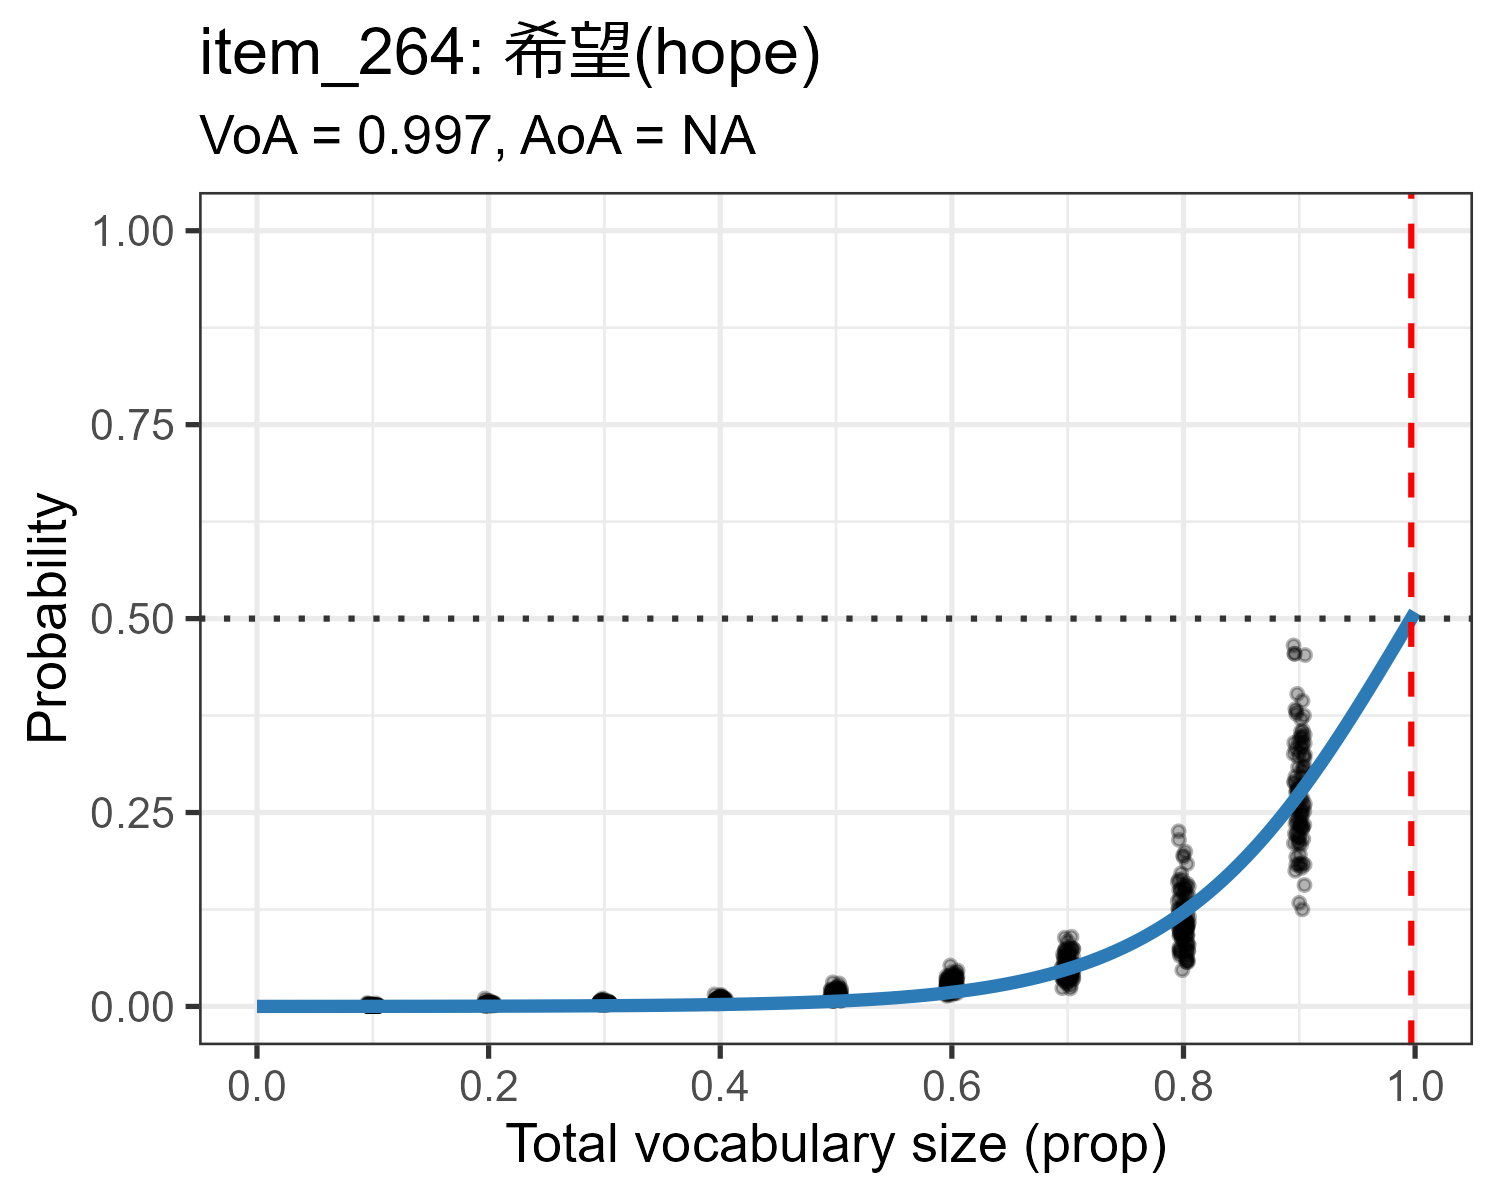 item_264: 希望(hope)
VoA = 0.997, AoA = NA
1.00
0.75
0.50
0.25
0.00
Probability
0.0 0.2 0.4 0.6 0.8 1.0
Total vocabulary size (prop)